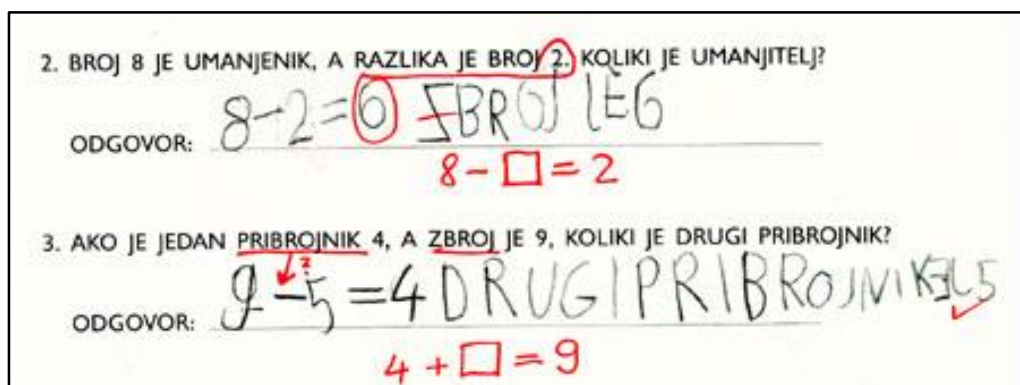 2. BROJ 8 JE UMANJENIK, A RAZLIKA JE BROJ 2. KOLIKI JE UMANJITELJ?
ODGOVOR: 8-2=6 ZBROJ IE6
8-□=2
3. AKO JE JEDAN PRIBROJNIK 4, A ZBROJ JE 9, KOLIKI JE DRUGI PRIBROJNIK?
?
ODGOVOR: 9-5=4 DRUGI PRIBROJNIK JE 5
4+□=9